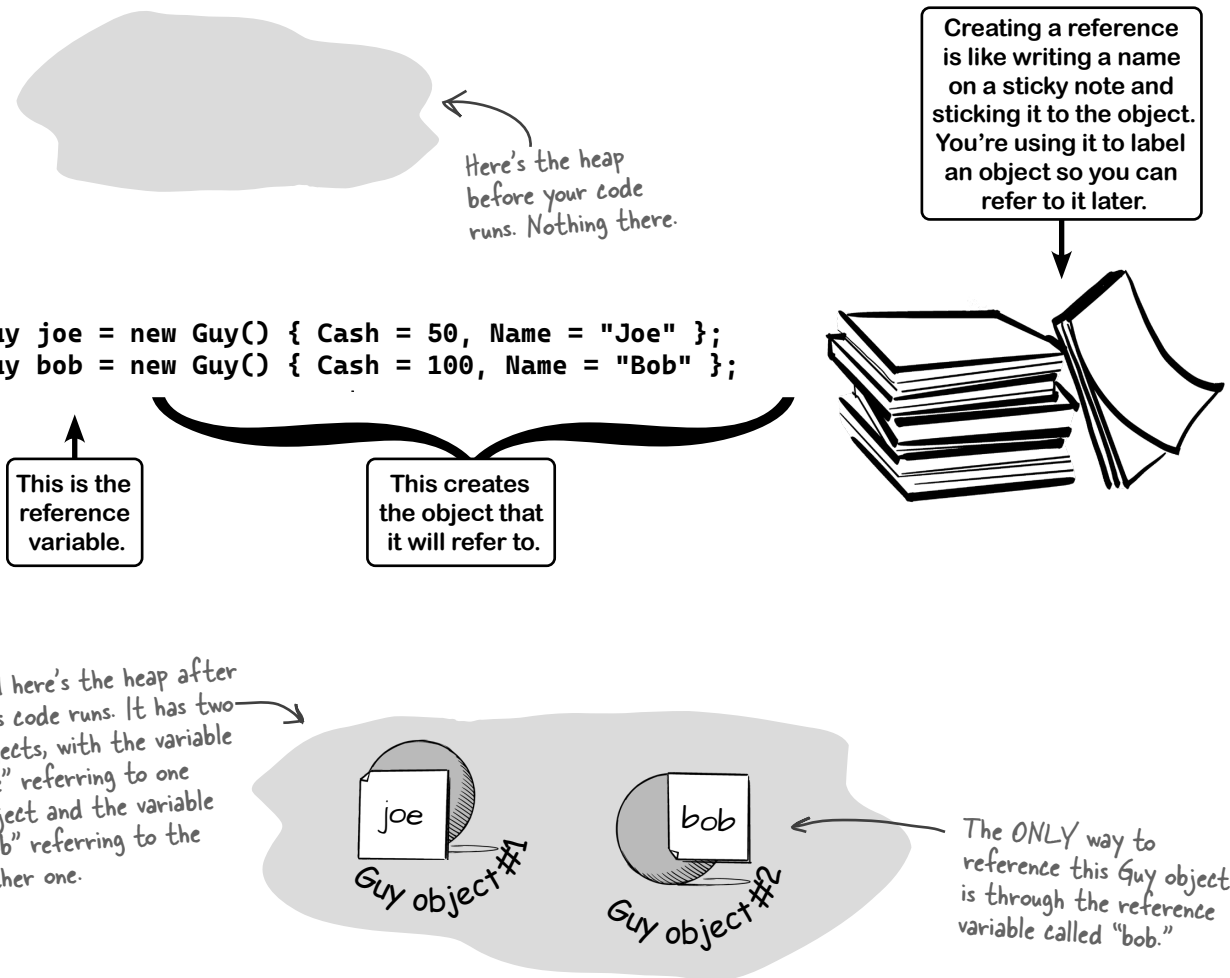 Creating a reference
is like writing a name
on a sticky note and
sticking it to the object.
You're using it to label
an object so you can
refer to it later.
Here's the heap
before your code
runs. Nothing there.
uy joe = new Guy() { Cash = 50, Name = "Joe" };
uy bob = new Guy() { Cash = 100, Name = "Bob" };
This is the
reference
variable.
This creates
the object that
it will refer to.
here's the heap after
s code runs. It has two
ects, with the variable
" referring to one
ject and the variable
b" referring to the
her one.
joe
Guy object #1
bob
Guy object #2
The ONLY way to
reference this Guy object
is through the reference
variable called "bob."